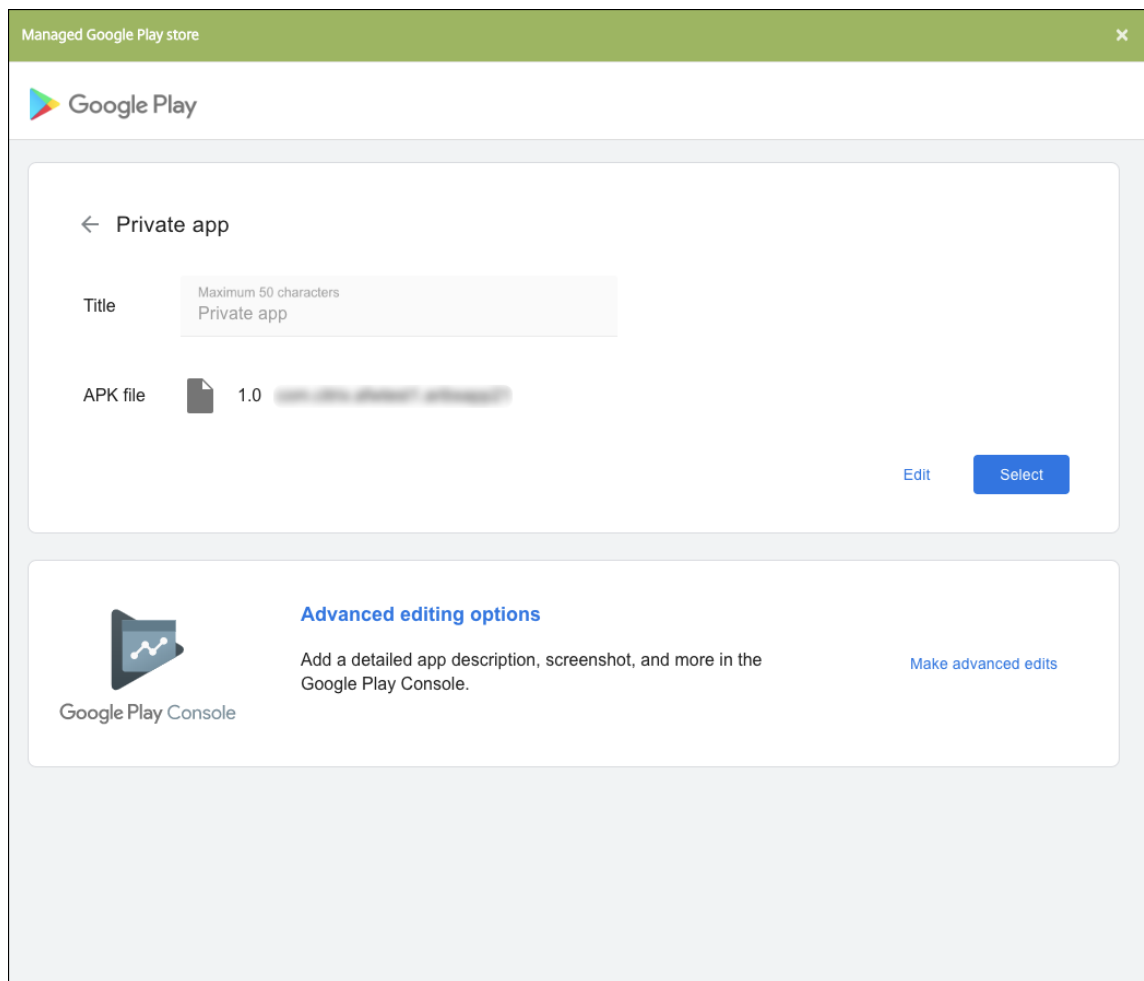 Managed Google Play store
Google Play
Private app
Title
Maximum 50 characters
Private app
APK file
1.0
Edit
Select
Advanced editing options
Add a detailed app description, screenshot, and more in the
Google Play Console.
Make advanced edits
Google Play Console